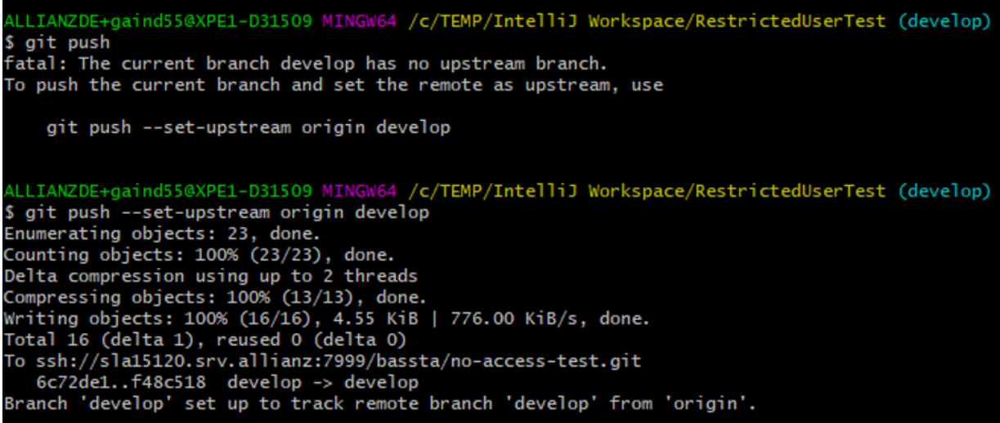 ALLIANZDE+gaind55@XPE1-D31509 MINGW64 /c/TEMP/IntelliJ Workspace/RestrictedUserTest (develop)
$ git push
fatal: The current branch develop has no upstream branch.
To push the current branch and set the remote as upstream, use
    git push --set-upstream origin develop
ALLIANZDE+gaind55@XPE1-D31509 MINGW64 /c/TEMP/IntelliJ Workspace/RestrictedUserTest (develop)
$ git push --set-upstream origin develop
Enumerating objects: 23, done.
Counting objects: 100% (23/23), done.
Delta compression using up to 2 threads
Compressing objects: 100% (13/13), done.
Writing objects: 100% (16/16), 4.55 KiB | 776.00 KiB/s, done.
Total 16 (delta 1), reused 0 (delta 0)
To ssh://sla15120.srv.allianz:7999/bassta/no-access-test.git
   6c72de1..f48c518  develop -> develop
Branch 'develop' set up to track remote branch 'develop' from 'origin'.